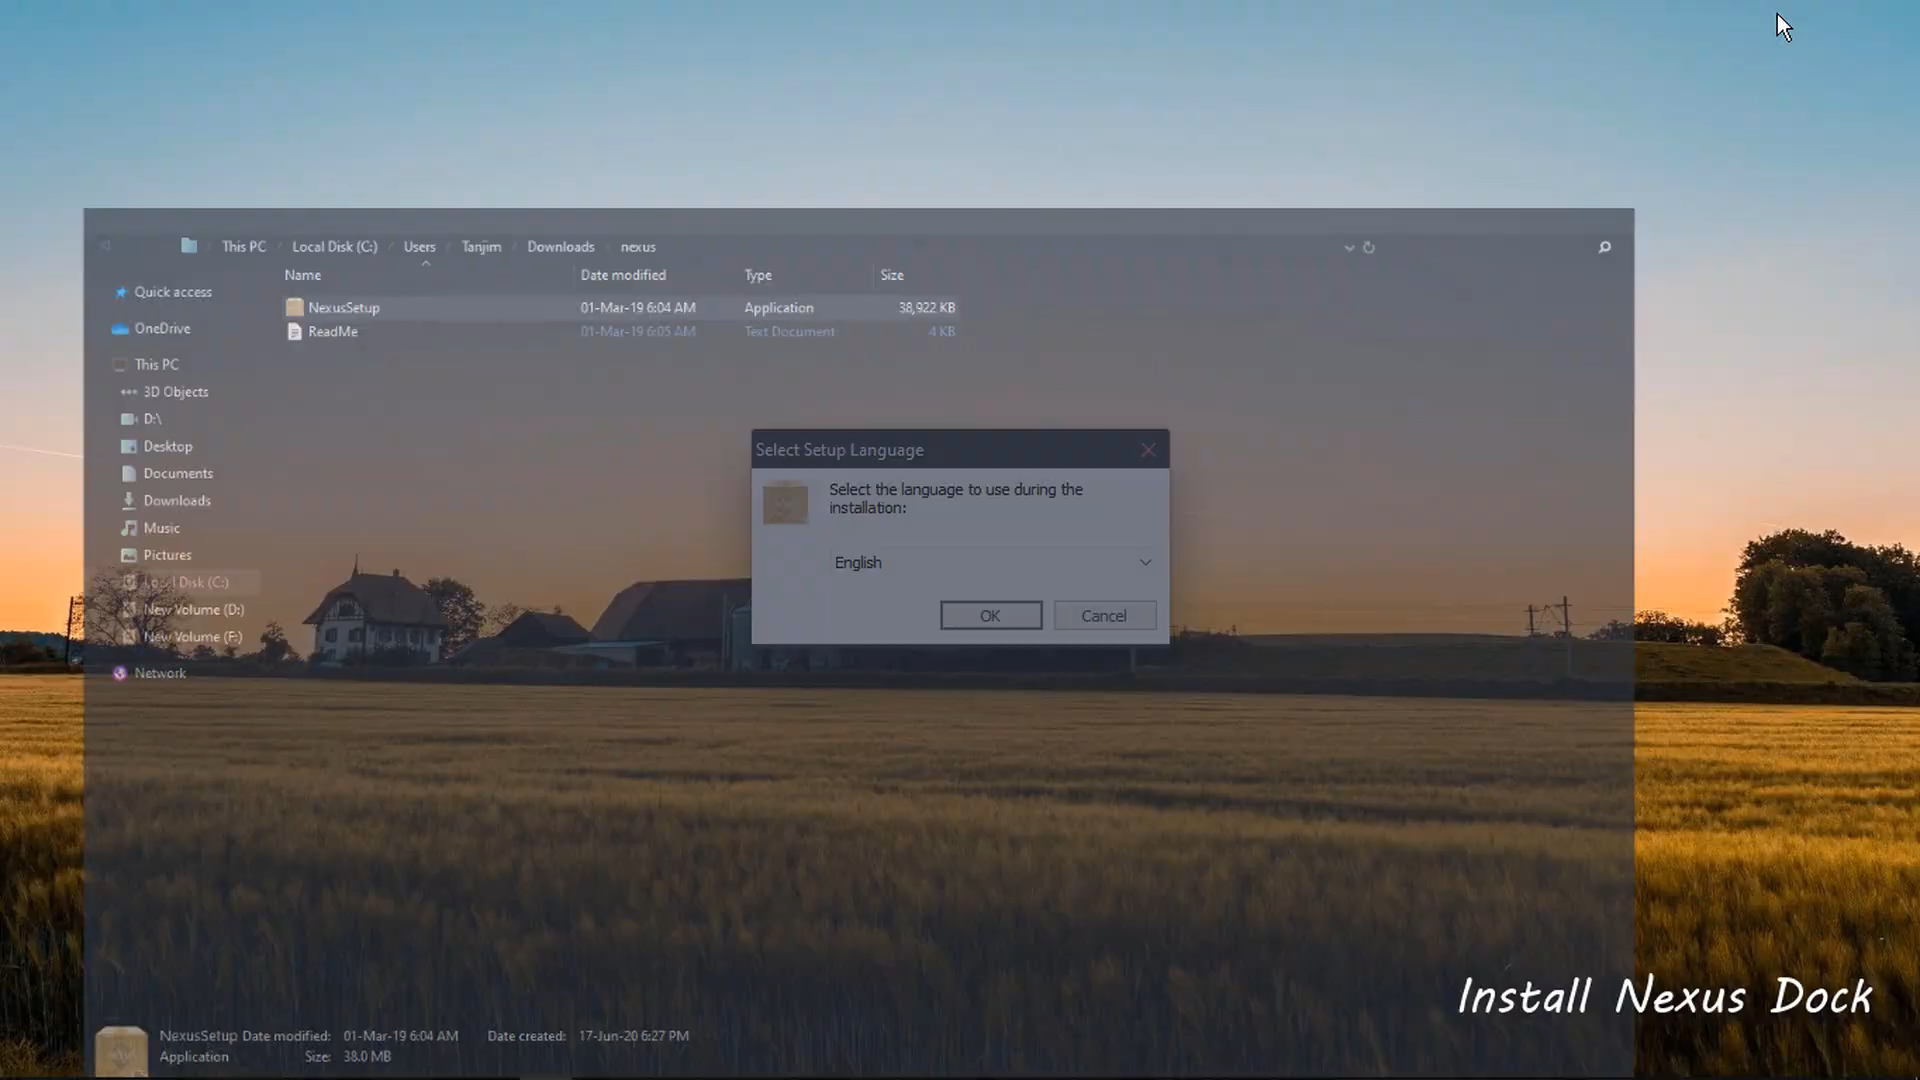 This PC Local Disk (C:) Users Tanjim Downloads nexus
Name Date modified Type Size
NexusSetup 01-Mar-19 6:04 AM Application 38,922 KB
ReadMe 01-Mar-19 6:05 AM Text Document 4 KB
Quick access
OneDrive
This PC
3D Objects
D:\
Desktop
Documents
Downloads
Music
Pictures
Local Disk (C:)
New Volume (D:)
New Volume (F:)
Network
Select Setup Language
Select the language to use during the
installation:
English
OK Cancel
Install Nexus Dock
NexusSetup Date modified: 01-Mar-19 6:04 AM Date created: 17-Jun-20 6:27 PM
Application Size: 38.0 MB